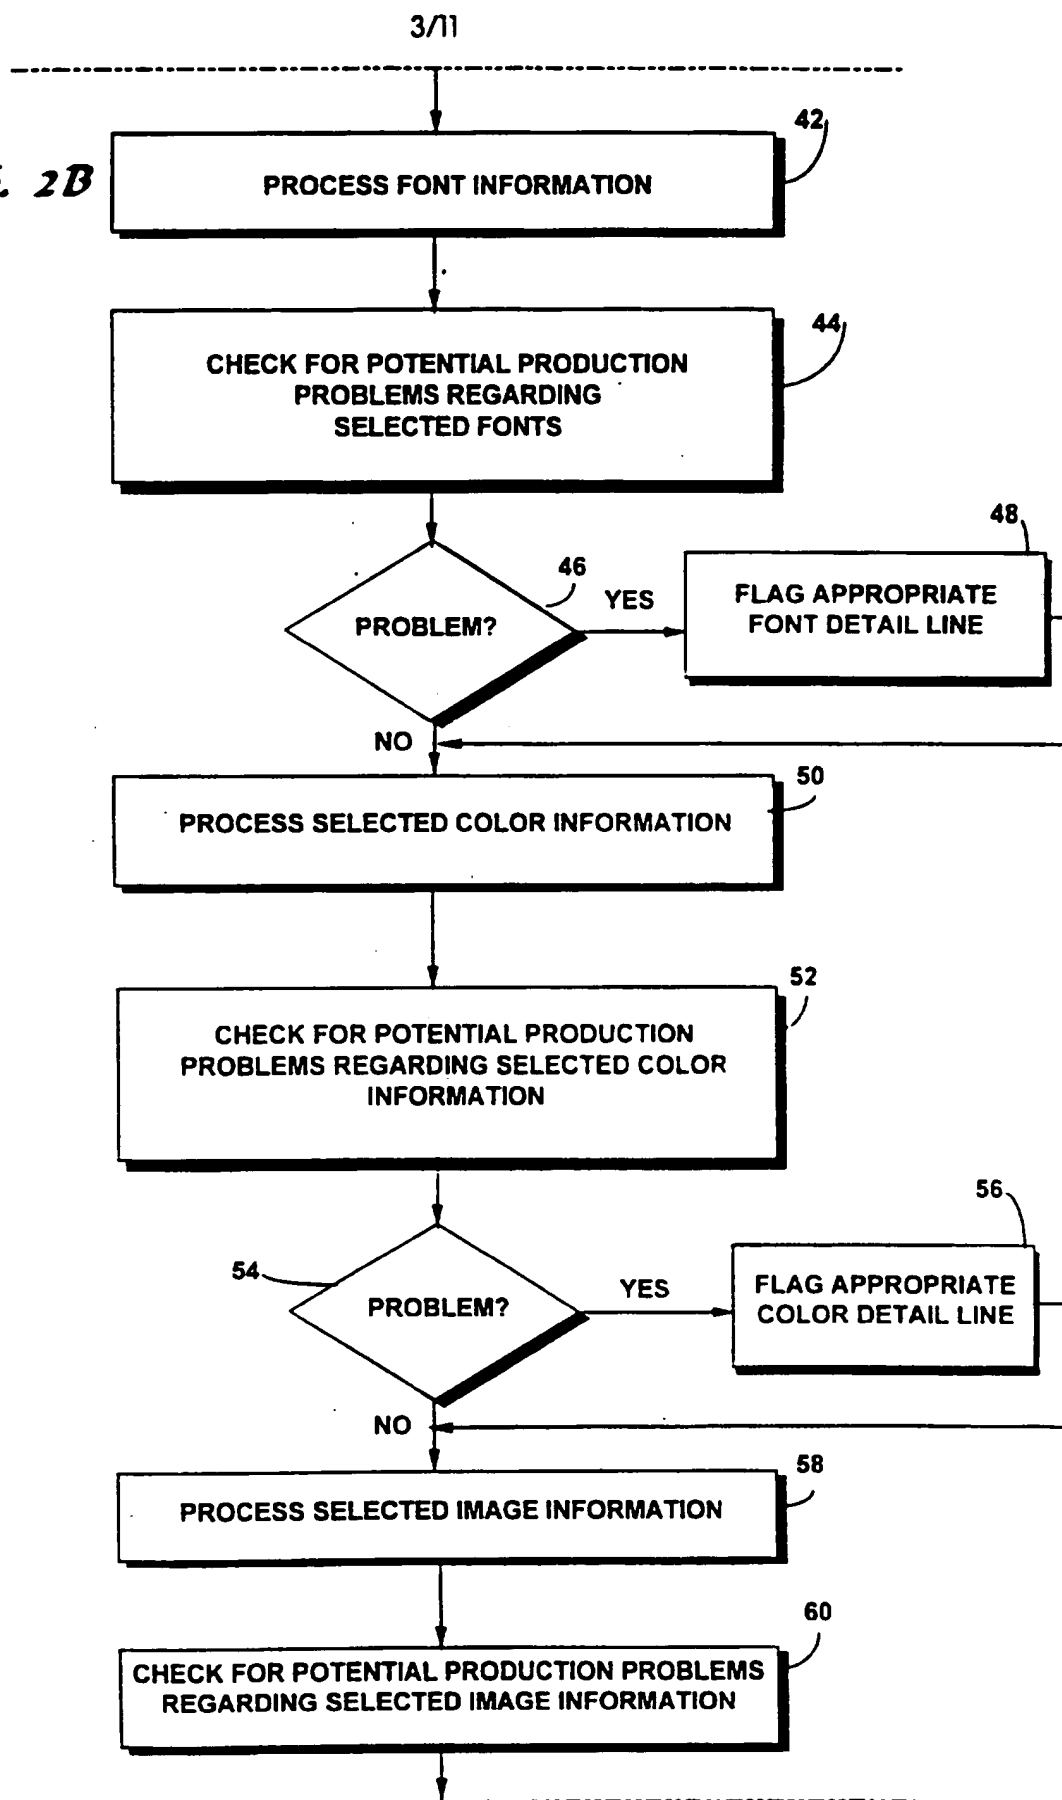 3/11
42
2B
PROCESS FONT INFORMATION
44
CHECK FOR POTENTIAL PRODUCTION
PROBLEMS REGARDING
SELECTED FONTS
48
46
PROBLEM?
YES
FLAG APPROPRIATE
FONT DETAIL LINE
NO
50
PROCESS SELECTED COLOR INFORMATION
52
CHECK FOR POTENTIAL PRODUCTION
PROBLEMS REGARDING SELECTED COLOR
INFORMATION
56
54
PROBLEM?
YES
FLAG APPROPRIATE
COLOR DETAIL LINE
NO
58
PROCESS SELECTED IMAGE INFORMATION
60
CHECK FOR POTENTIAL PRODUCTION PROBLEMS
REGARDING SELECTED IMAGE INFORMATION